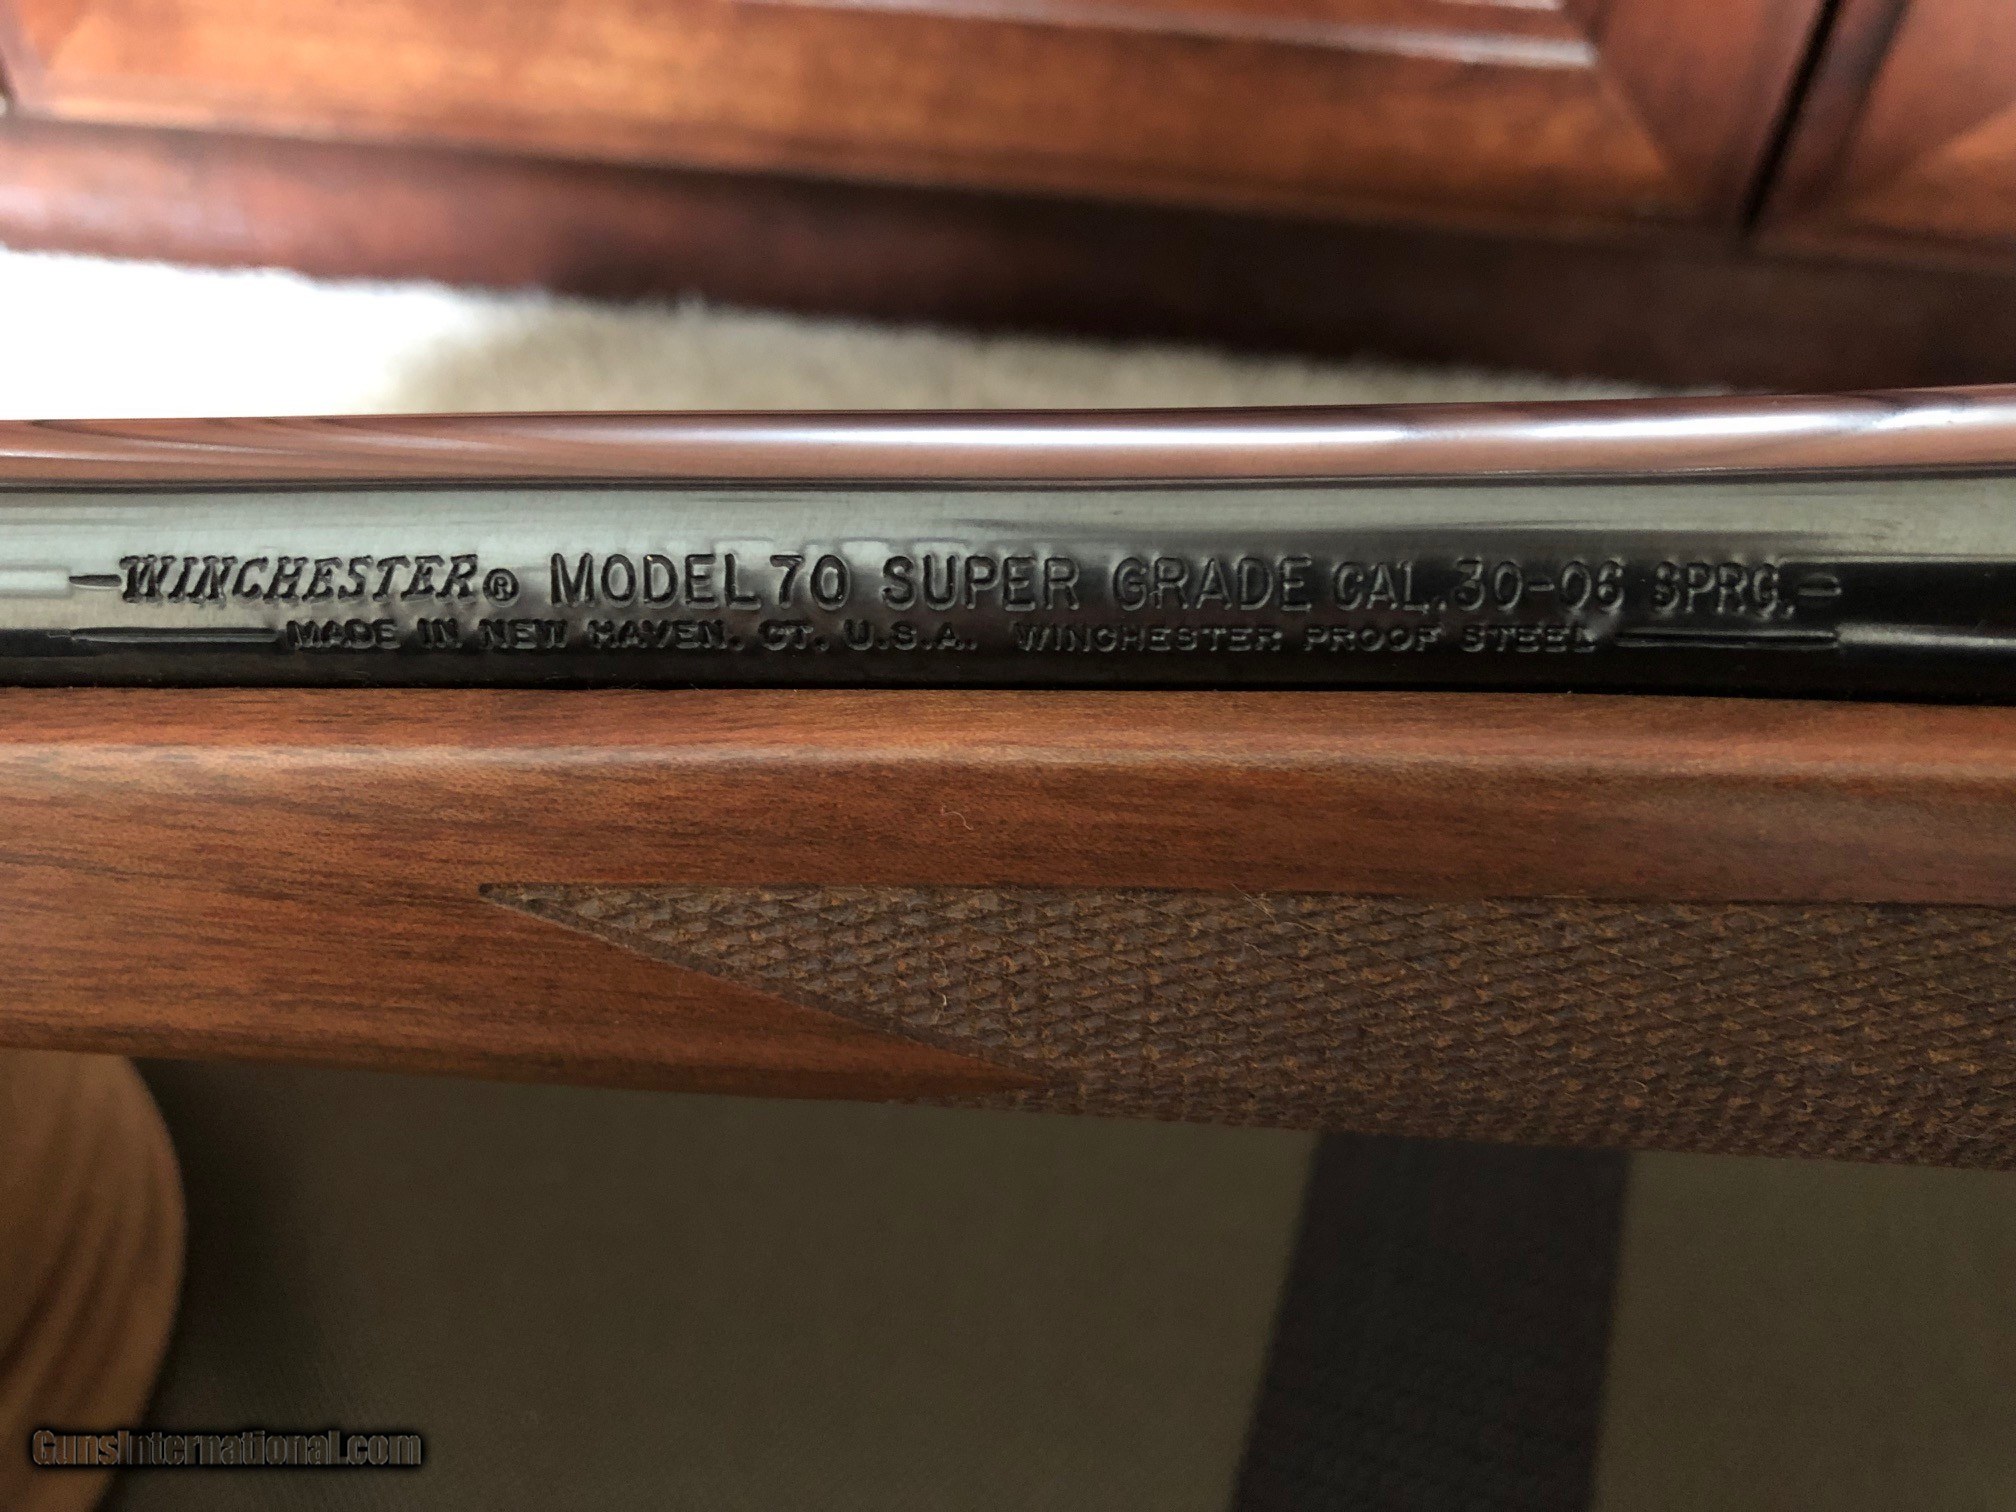 WINCHESTER® MODEL 70 SUPER GRADE CAL. 30-06 SPRG.
MADE IN NEW HAVEN, CT. U.S.A. WINCHESTER PROOF STEEL
GunsInternational.com